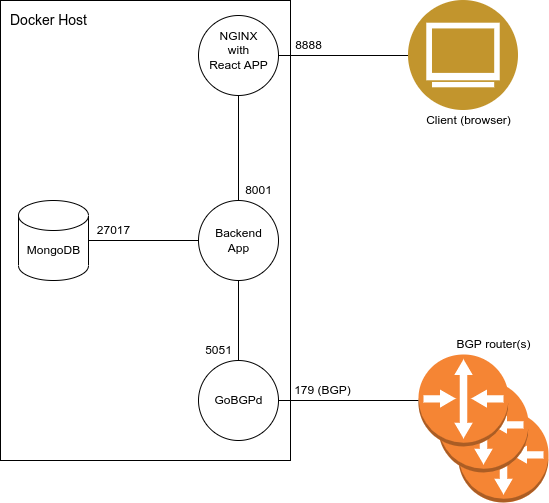 Docker Host
NGINX
with
React APP
8888
Client (browser)
8001
27017
Backend
App
MongoDB
5051
BGP router(s)
GoBGPd
179 (BGP)